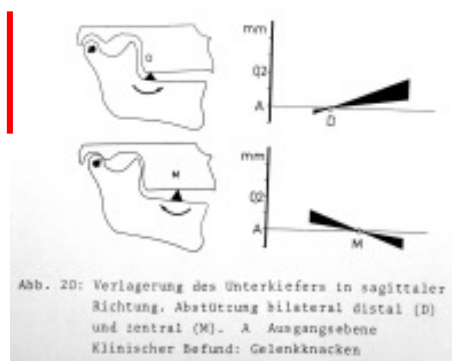 mm
D
0,2
A
D
mm
M
0,2
A
M
Abb. 20: Verlagerung des Unterkiefers in sagittaler
Richtung. Abstützung bilateral distal (D)
und zentral (M). A Ausgangsebene
Klinischer Befund: Gelenkknacken